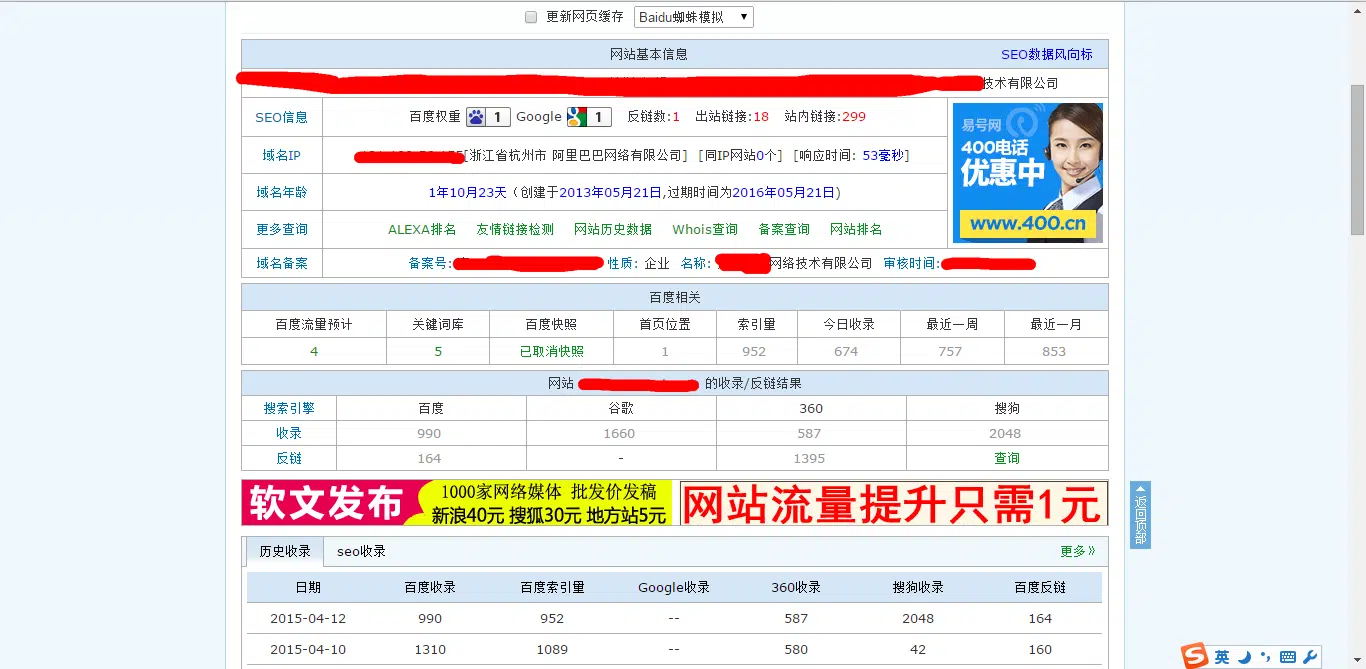 更新网页缓存 Baidu蜘蛛模拟
网站基本信息 SEO数据风向标
技术有限公司
SEO信息 百度权重 1 Google 1 反链数:1 出站链接:18 站内链接:299
域名IP [浙江省杭州市 阿里巴巴网络有限公司] [同IP网站0个] [响应时间: 53毫秒]
域名年龄 1年10月23天 (创建于2013年05月21日,过期时间为2016年05月21日)
更多查询 ALEXA排名 友情链接检测 网站历史数据 Whois查询 备案查询 网站排名
域名备案 备案号: 性质: 企业 名称: 网络技术有限公司 审核时间:
易号网
400电话
优惠中
www.400.cn
百度相关
百度流量预计 关键词库 百度快照 首页位置 索引量 今日收录 最近一周 最近一月
4 5 已取消快照 1 952 674 757 853
网站 的收录/反链结果
搜索引擎 百度 谷歌 360 搜狗
收录 990 1660 587 2048
反链 164 - 1395 查询
软文发布 1000家网络媒体 批发价发稿
新浪40元 搜狐30元 地方站5元
网站流量提升只需1元
返回顶部
历史收录 seo收录 更多》
日期 百度收录 百度索引量 Google收录 360收录 搜狗收录 百度反链
2015-04-12 990 952 -- 587 2048 164
2015-04-10 1310 1089 -- 580 42 160
S 英